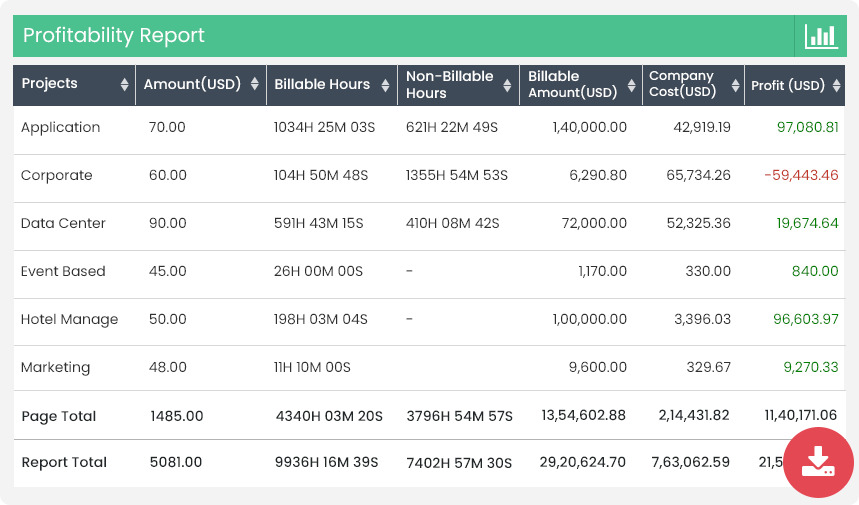 Profitability Report
Projects Amount(USD) Billable Hours Non-Billable Hours Billable Amount(USD) Company Cost(USD) Profit (USD)
Application 70.00 1034H 25M 03S 621H 22M 49S 1,40,000.00 42,919.19 97,080.81
Corporate 60.00 104H 50M 48S 1355H 54M 53S 6,290.80 65,734.26 -59,443.46
Data Center 90.00 591H 43M 15S 410H 08M 42S 72,000.00 52,325.36 19,674.64
Event Based 45.00 26H 00M 00S - 1,170.00 330.00 840.00
Hotel Manage 50.00 198H 03M 04S - 1,00,000.00 3,396.03 96,603.97
Marketing 48.00 11H 10M 00S 9,600.00 329.67 9,270.33
Page Total 1485.00 4340H 03M 20S 3796H 54M 57S 13,54,602.88 2,14,431.82 11,40,171.06
Report Total 5081.00 9936H 16M 39S 7402H 57M 30S 29,20,624.70 7,63,062.59